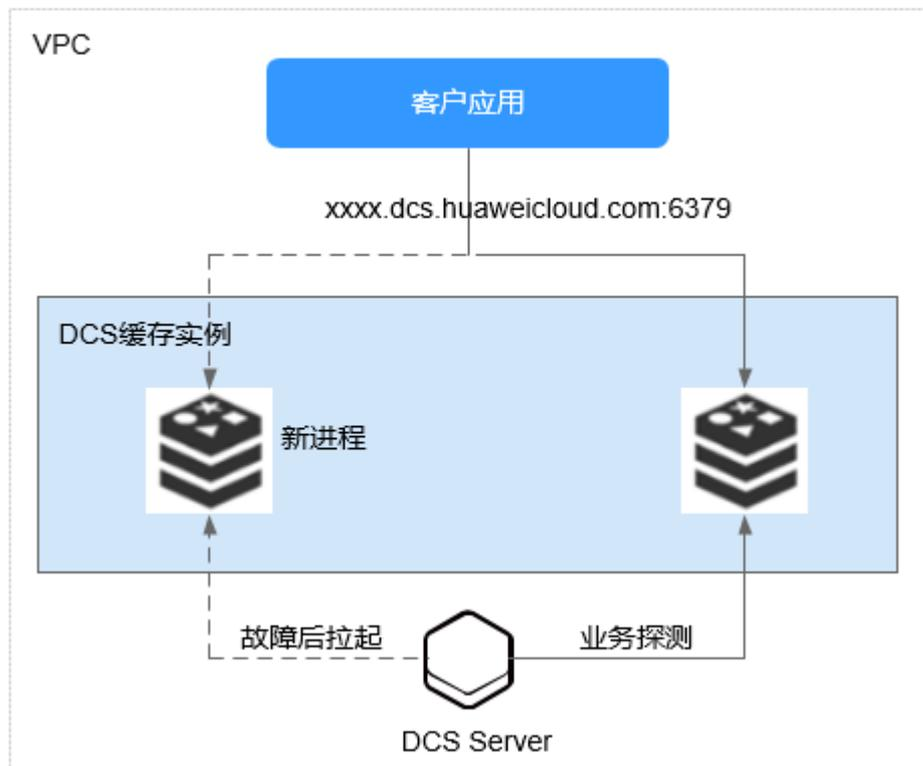 VPC
客户应用
xxxx.dcs.huaweicloud.com:6379
DCS缓存实例
新进程
故障后拉起
业务探测
DCS Server